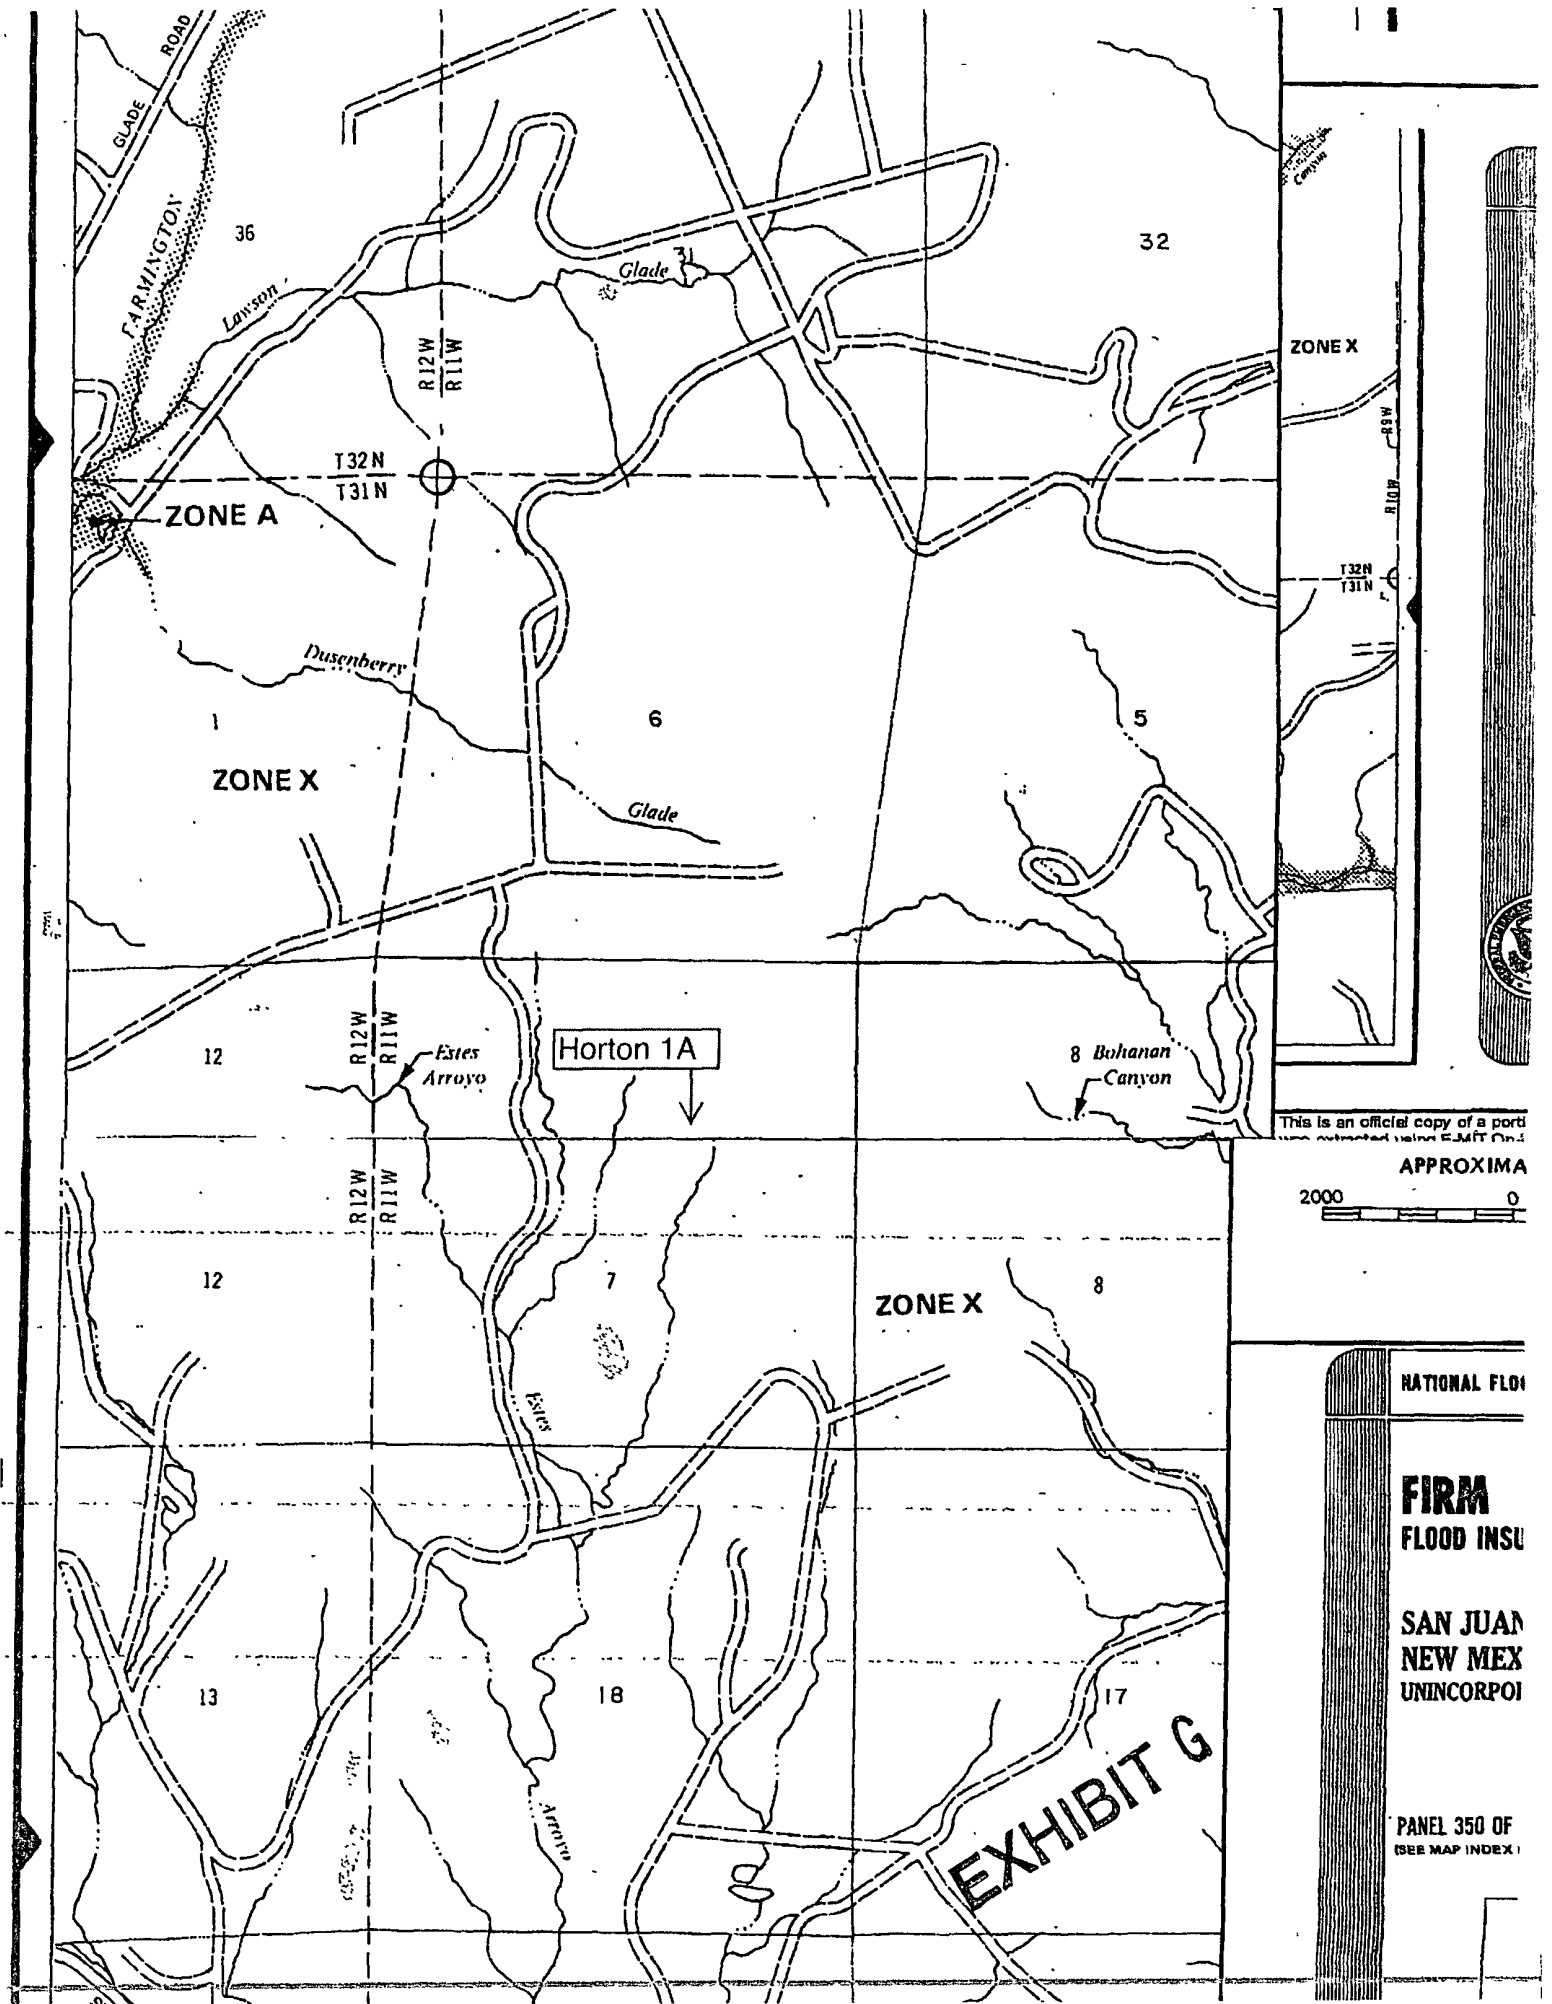 GLADE ROAD
FARMINGTON
36
Lawson
Glade
31
32
Canyon
ZONE X
R12W
R11W
R9W
R10W
T32N
T31N
T32N
T31N
ZONE A
Dusenberry
1
6
5
ZONE X
Glade
R12W
R11W
12
Estes
Arroyo
Horton 1A
8
Bohanan
Canyon
This is an official copy of a porti
APPROXIMA
2000
0
R12W
R11W
12
7
ZONE X
8
NATIONAL FLO
Estes
FIRM
FLOOD INSU
SAN JUAN
NEW MEX
UNINCORPO
13
18
17
EXHIBIT G
Arroyo
PANEL 350 OF
(SEE MAP INDEX